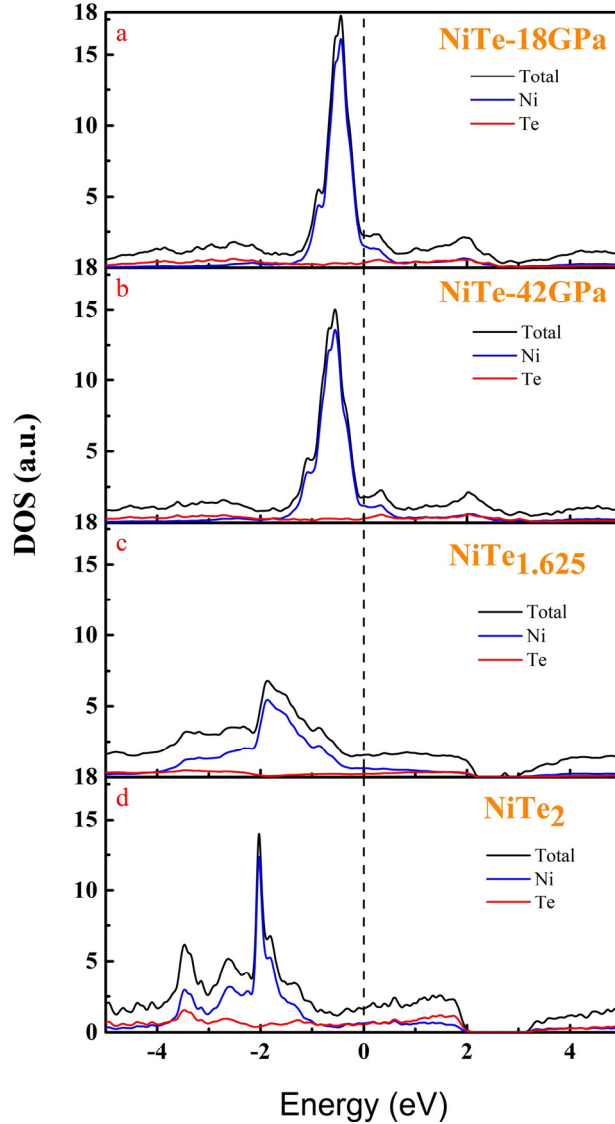 18
a
NiTe-18GPa
15
Total
Ni
Te
5
18
b
NiTe-42GPa
15
Total
Ni
Te
5
18
c
NiTe1.625
15
Total
Ni
Te
10
5
18
d
NiTe2
15
Total
Ni
Te
10
5
0
-4 -2 0 2 4
Energy (eV)
DOS (a.u.)